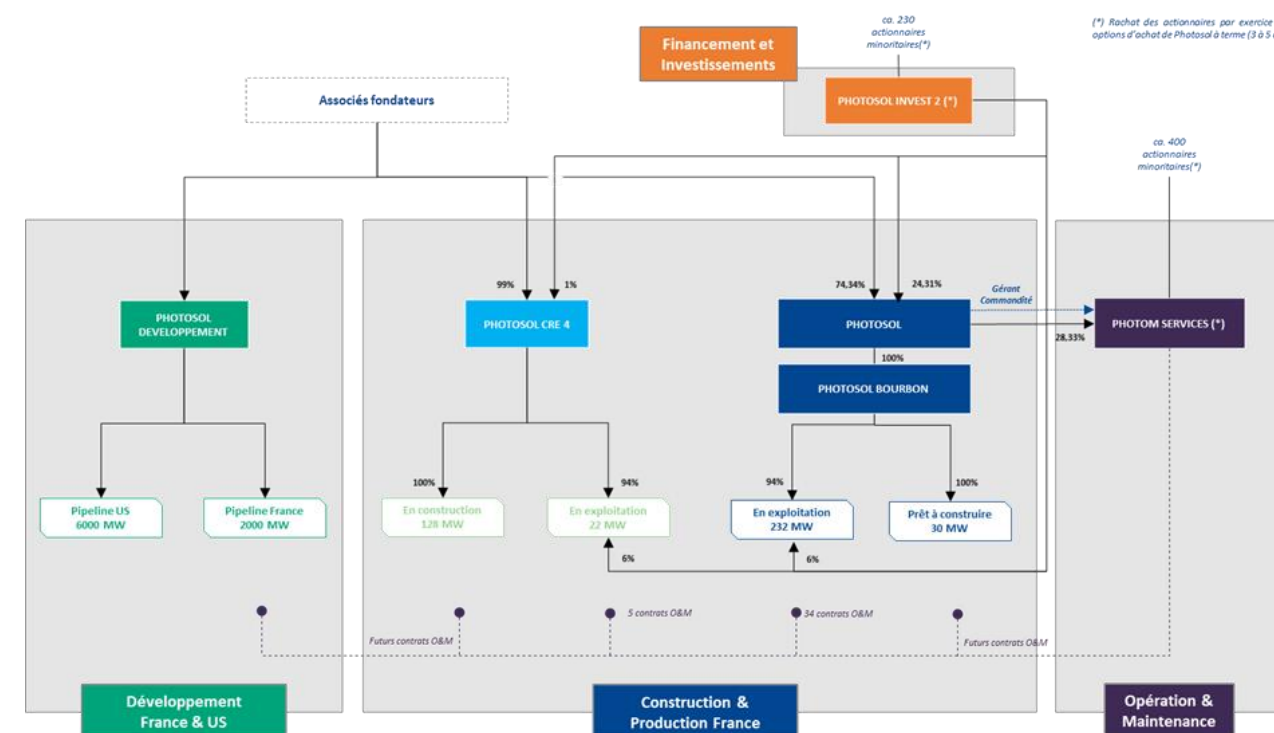 ca. 230
actionnaires
minoritaires(*)
(*) Rachat des actionnaires par exercice
options d'achat de Photosol à terme (3 à 5
Financement et
Investissements
PHOTOSOL INVEST 2 (*)
Associés fondateurs
ca. 400
actionnaires
minoritaires(*)
99%
1%
74,34%
24,31%
Gérant
Commandité
PHOTOSOL
DEVELOPPEMENT
PHOTOSOL CRE 4
PHOTOSOL
PHOTOM SERVICES (*)
28,33%
100%
PHOTOSOL BOURBON
100%
94%
94%
100%
Pipeline US
6000 MW
Pipeline France
2000 MW
En construction
128 MW
En exploitation
22 MW
En exploitation
232 MW
Prêt à construire
30 MW
6%
6%
5 contrats O&M
34 contrats O&M
Futurs contrats O&M
Futurs contrats O&M
Développement
France & US
Construction &
Production France
Opération &
Maintenance